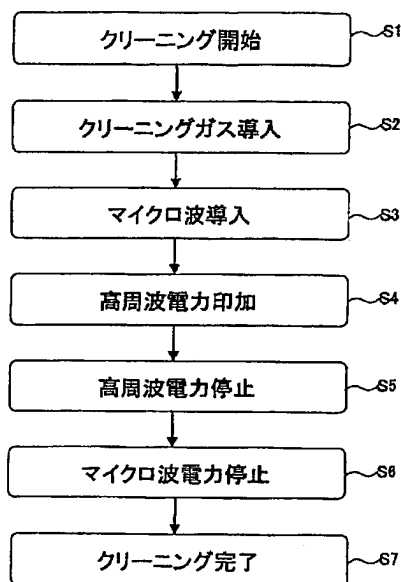 クリーニング開始 S1
クリーニングガス導入 S2
マイクロ波導入 S3
高周波電力印加 S4
高周波電力停止 S5
マイクロ波電力停止 S6
クリーニング完了 S7